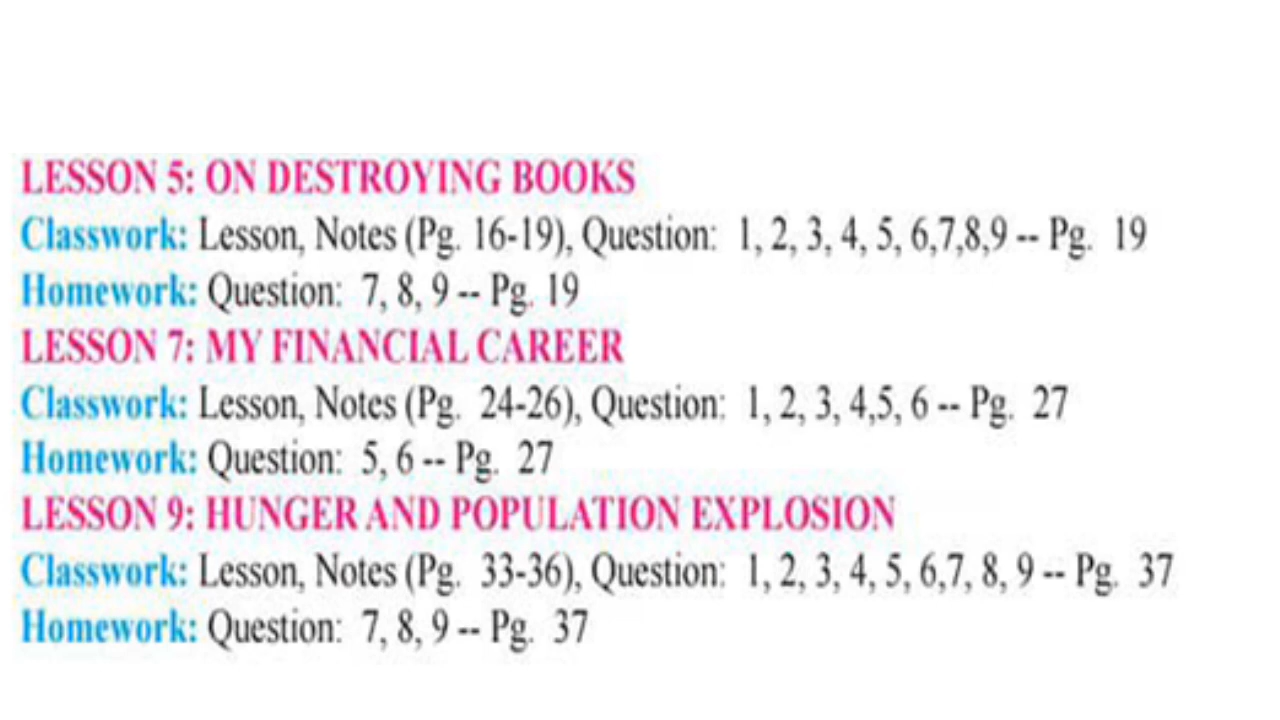 LESSON 5: ON DESTROYING BOOKS
Classwork: Lesson, Notes (Pg. 16-19), Question: 1, 2, 3, 4, 5, 6,7,8,9 -- Pg. 19
Homework: Question: 7, 8, 9 -- Pg. 19
LESSON 7: MY FINANCIAL CAREER
Classwork: Lesson, Notes (Pg. 24-26), Question: 1, 2, 3, 4,5, 6 -- Pg. 27
Homework: Question: 5, 6 -- Pg. 27
LESSON 9: HUNGER AND POPULATION EXPLOSION
Classwork: Lesson, Notes (Pg. 33-36), Question: 1, 2, 3, 4, 5, 6,7, 8, 9 -- Pg. 37
Homework: Question: 7, 8, 9 -- Pg. 37